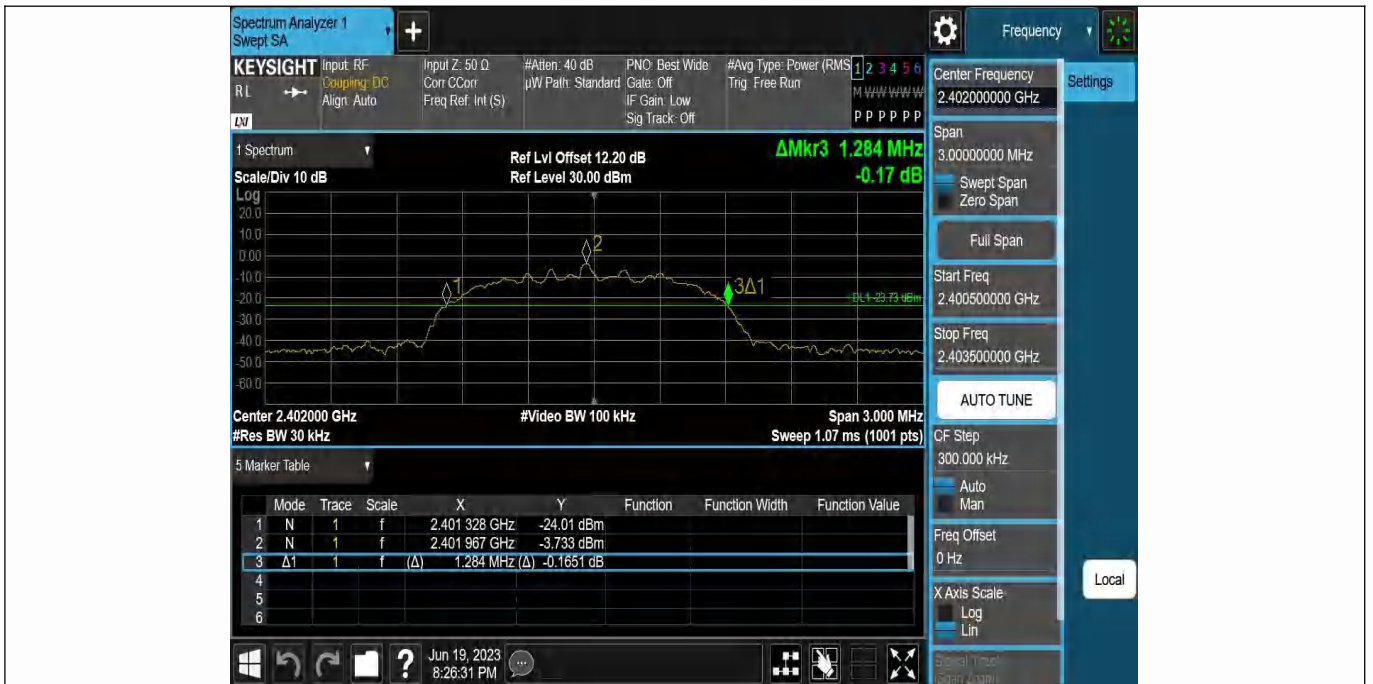 Spectrum Analyzer 1
Swept SA
+
Frequency
KEYSIGHT
RL
LXI
Input: RF
Coupling: DC
Align: Auto
Input Z: 50 Ω
Corr CCorr
Freq Ref: Int (S)
#Atten: 40 dB
µW Path: Standard
PNO: Best Wide
Gate: Off
IF Gain: Low
Sig Track: Off
#Avg Type: Power (RMS
Trig: Free Run
1 2 3 4 5 6
M W W W W W
P P P P P P
1 Spectrum
Scale/Div 10 dB
Ref Lvl Offset 12.20 dB
Ref Level 30.00 dBm
ΔMkr3 1.284 MHz
-0.17 dB
Log
20.0
10.0
0.00
-10.0
-20.0
-30.0
-40.0
-50.0
-60.0
1
2
3Δ1
DL1 -23.73 dBm
Center 2.402000 GHz
#Video BW 100 kHz
Span 3.000 MHz
#Res BW 30 kHz
Sweep 1.07 ms (1001 pts)
5 Marker Table
Mode Trace Scale X Y Function Function Width Function Value
1 N 1 f 2.401 328 GHz -24.01 dBm
2 N 1 f 2.401 967 GHz -3.733 dBm
3 Δ1 1 f (Δ) 1.284 MHz (Δ) -0.1651 dB
4
5
6
?
Jun 19, 2023
8:26:31 PM
Center Frequency
2.402000000 GHz
Settings
Span
3.00000000 MHz
Swept Span
Zero Span
Full Span
Start Freq
2.400500000 GHz
Stop Freq
2.403500000 GHz
AUTO TUNE
CF Step
300.000 kHz
Auto
Man
Freq Offset
0 Hz
X Axis Scale
Log
Lin
Signal Track
(Span Zoom)
Local